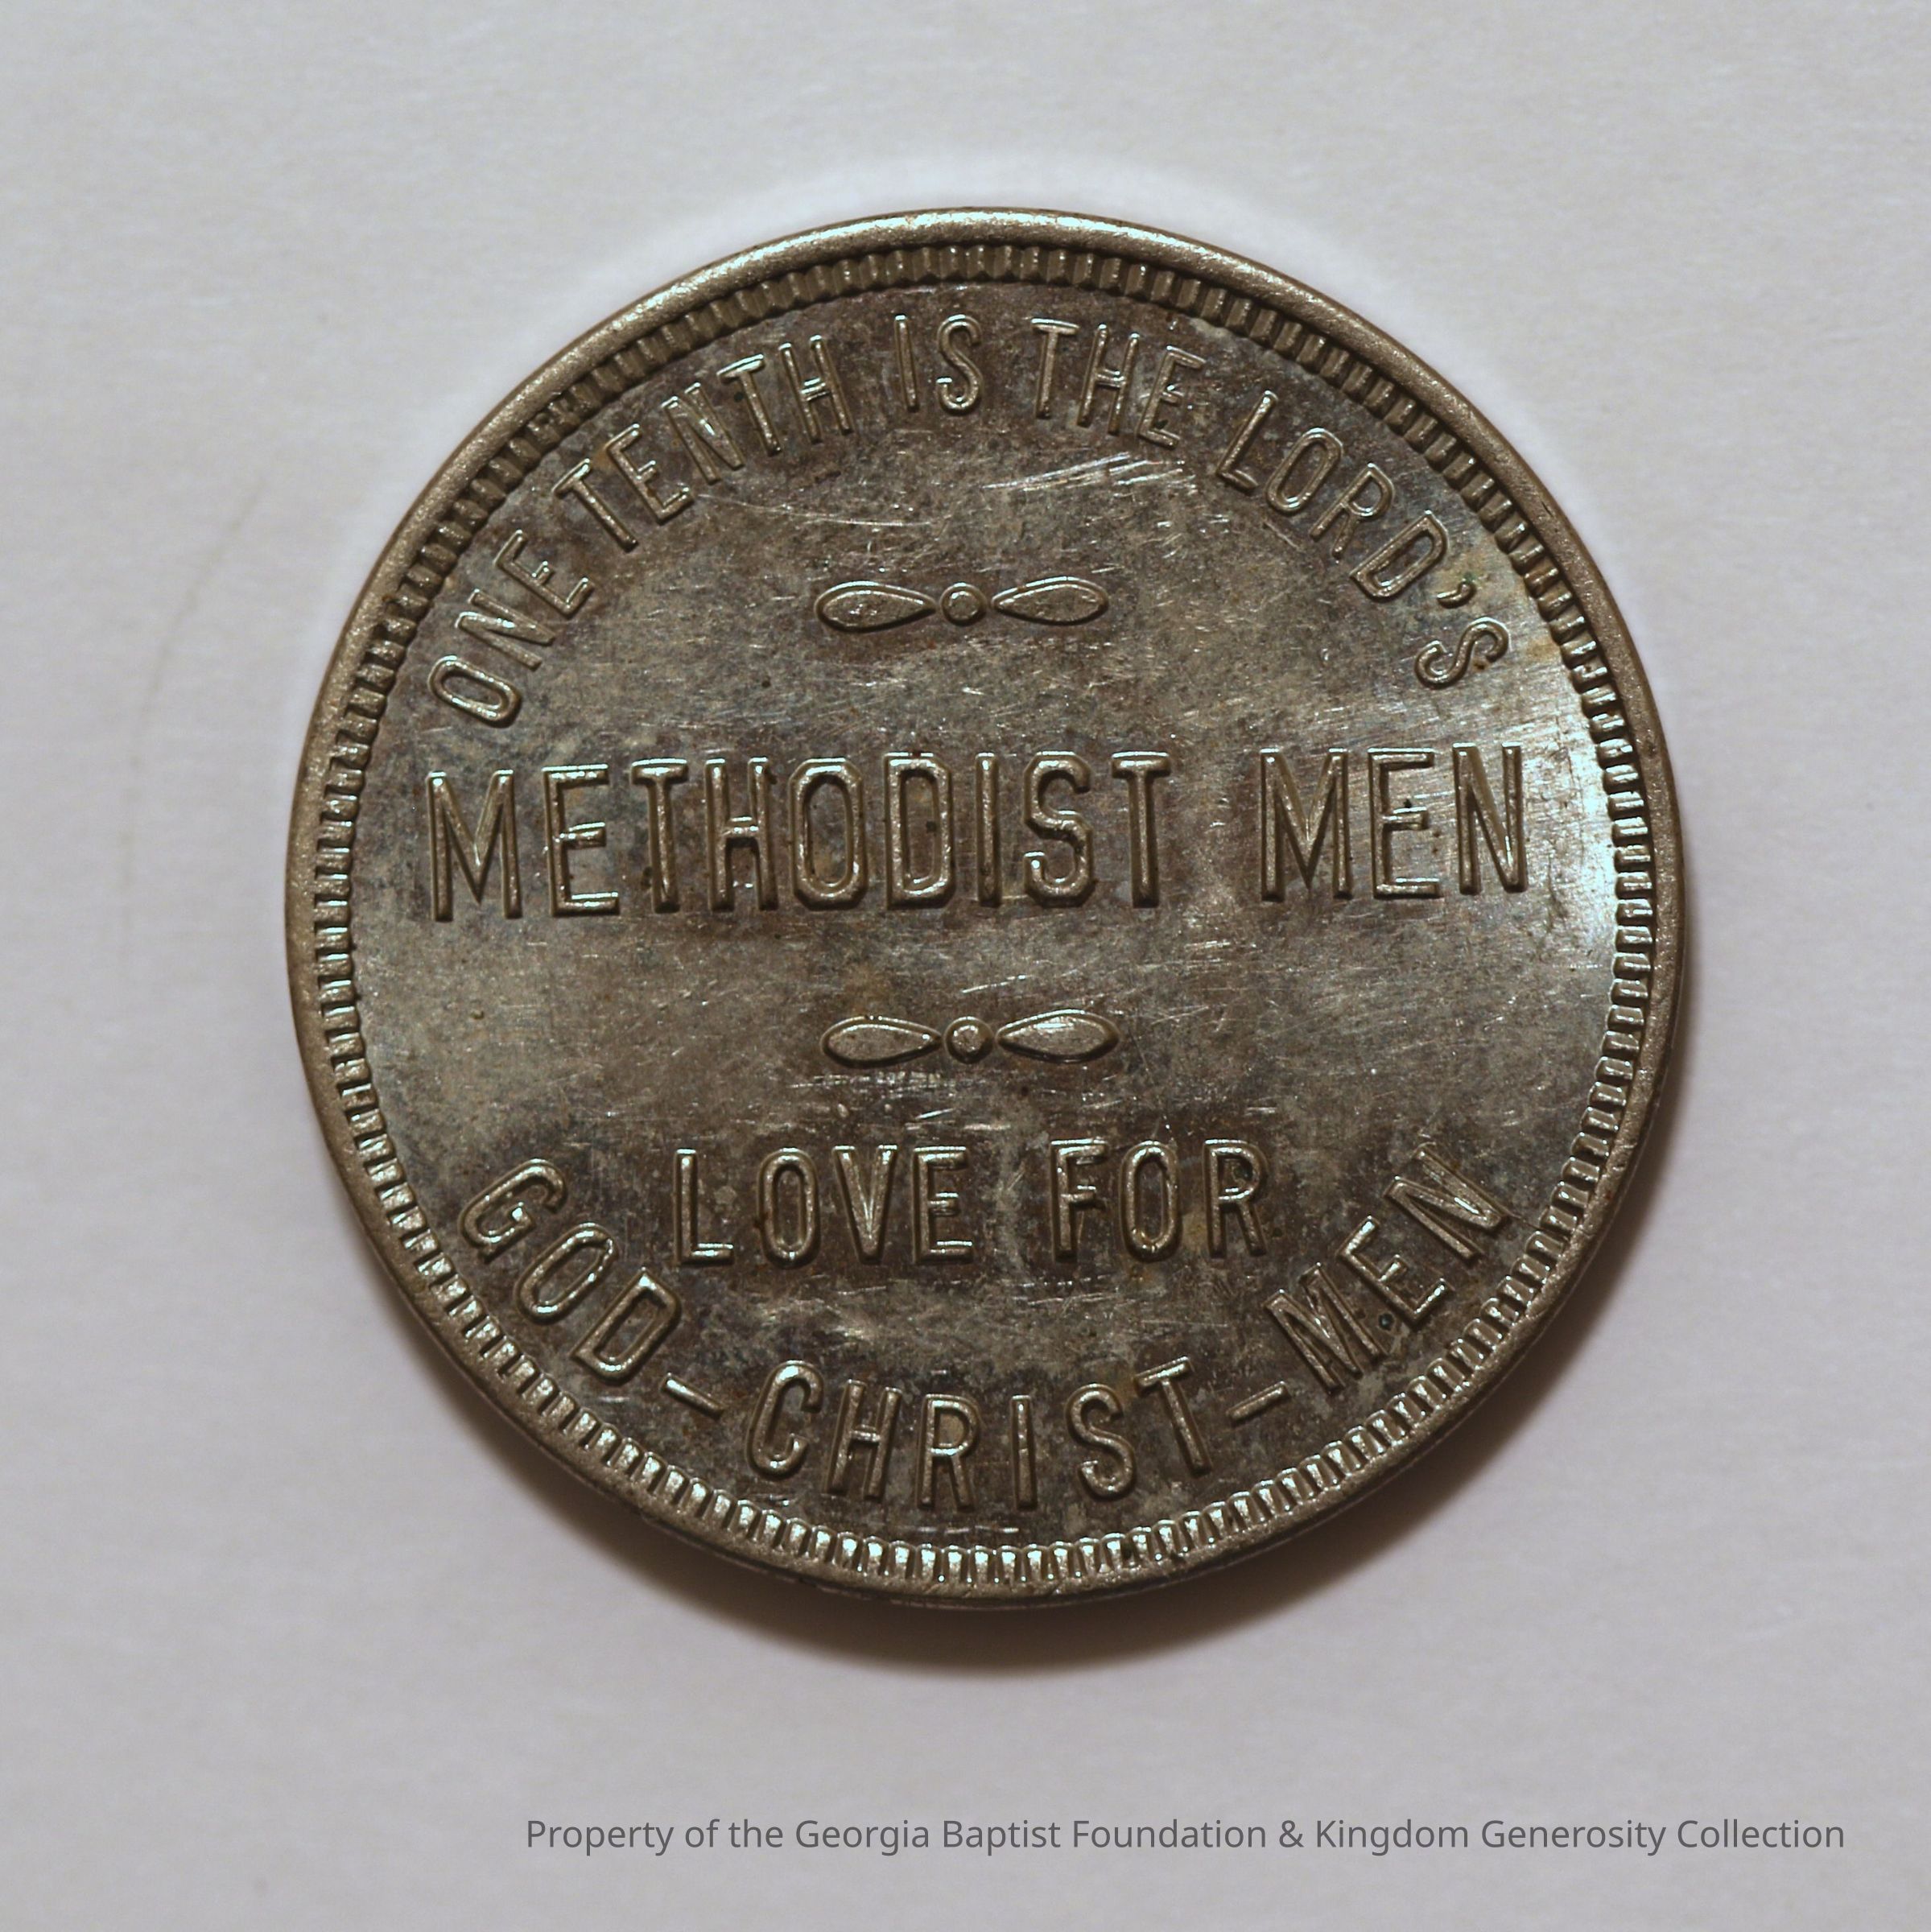 ONE TENTH IS THE LORD'S
METHODIST MEN
LOVE FOR
GOD-CHRIST-MEN
Property of the Georgia Baptist Foundation & Kingdom Generosity Collection